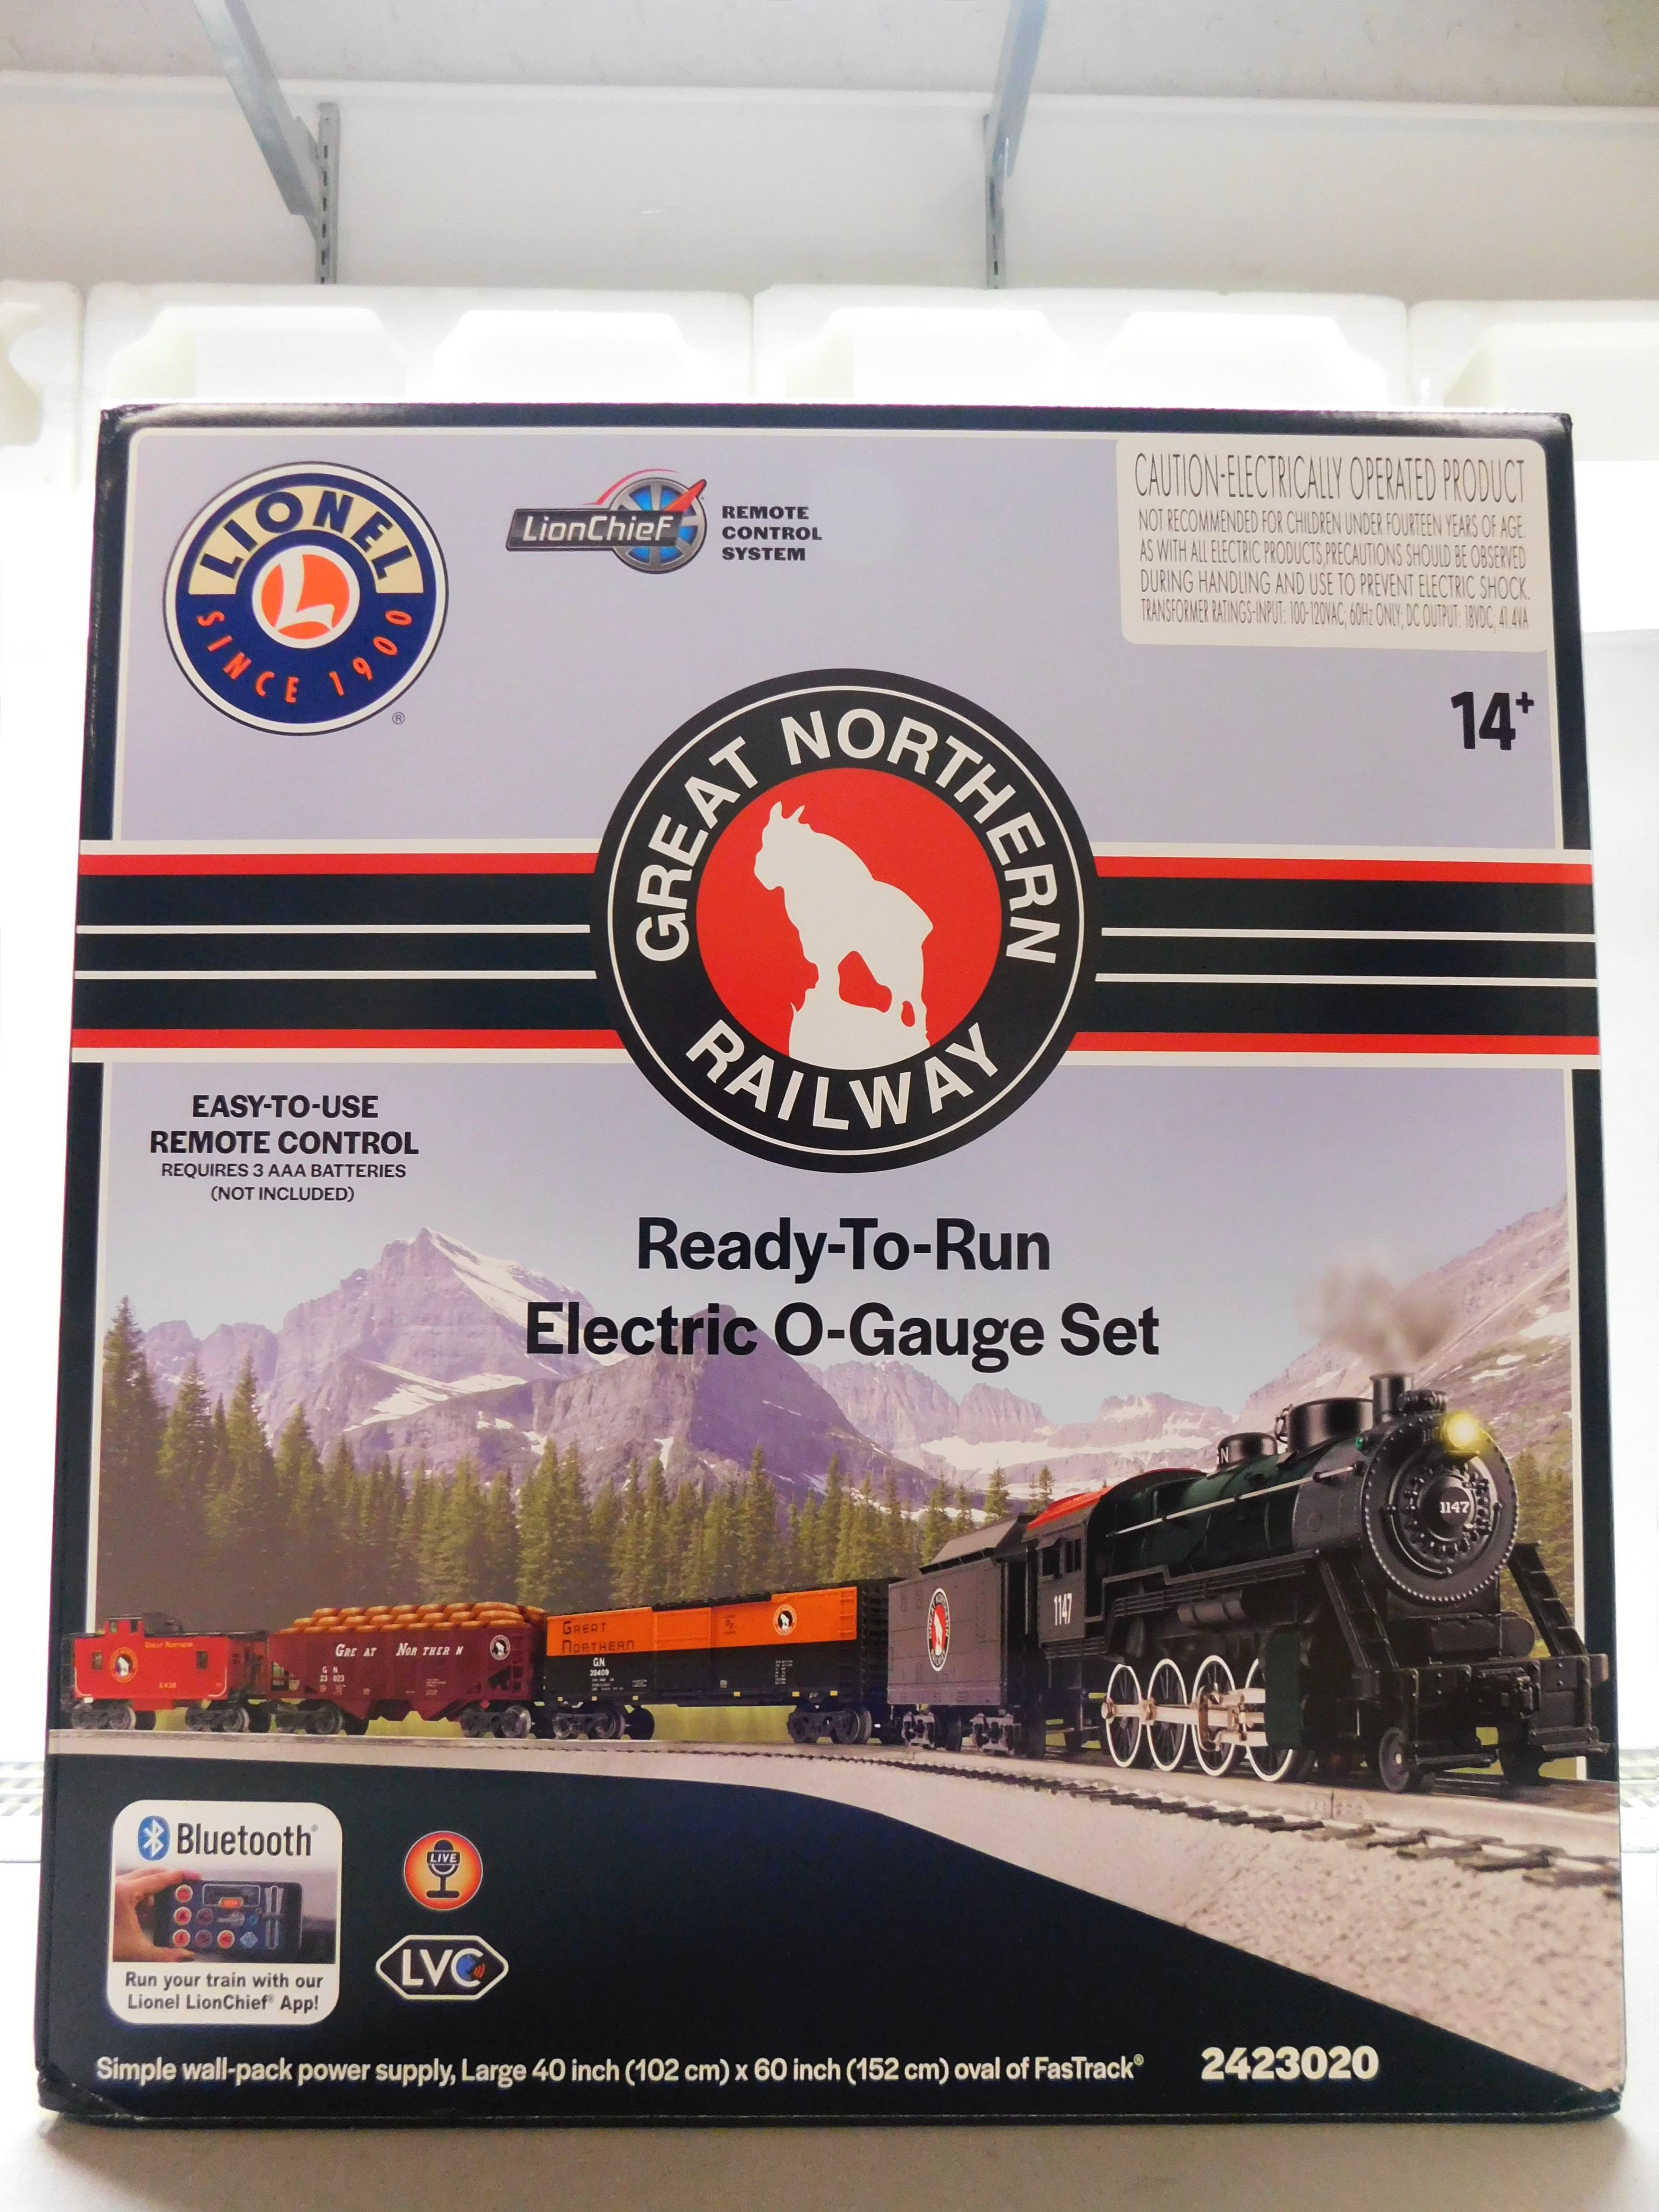 LIONEL
SINCE 1900
®
LionChief
REMOTE
CONTROL
SYSTEM
CAUTION-ELECTRICALLY OPERATED PRODUCT
NOT RECOMMENDED FOR CHILDREN UNDER FOURTEEN YEARS OF AGE.
AS WITH ALL ELECTRIC PRODUCTS, PRECAUTIONS SHOULD BE OBSERVED
DURING HANDLING AND USE TO PREVENT ELECTRIC SHOCK.
TRANSFORMER RATINGS-INPUT: 100-120VAC, 60Hz ONLY; DC OUTPUT: 18VDC, 41.4VA
14+
GREAT NORTHERN
RAILWAY
EASY-TO-USE
REMOTE CONTROL
REQUIRES 3 AAA BATTERIES
(NOT INCLUDED)
Ready-To-Run
Electric O-Gauge Set
1147
1147
GREAT NORTHERN
GREAT NORTHERN
G N
23 023
GREAT
NORTHERN
G.N.
39409
Bluetooth®
Run your train with our
Lionel LionChief® App!
LIVE
LVC
Simple wall-pack power supply, Large 40 inch (102 cm) x 60 inch (152 cm) oval of FasTrack®
2423020